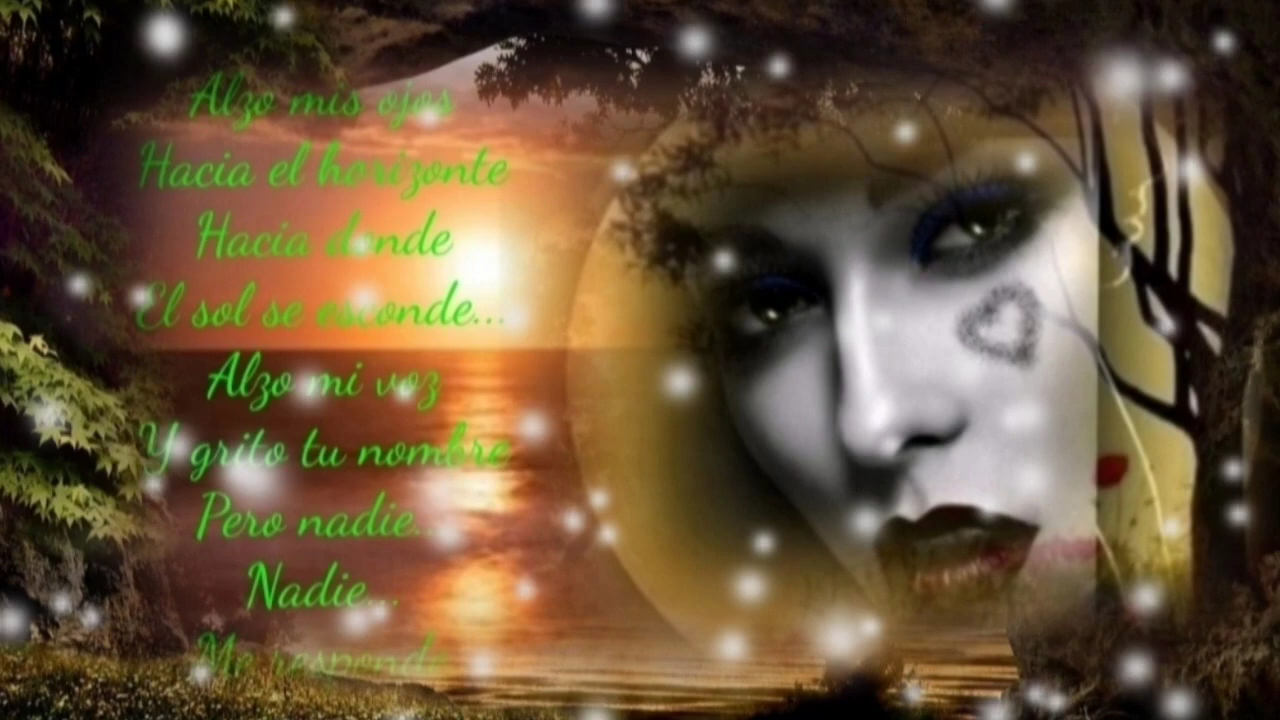 Alzo mis ojos
Hacia el horizonte
Hacia donde
El sol se esconde...
Alzo mi voz
Y grito tu nombre
Pero nadie..
Nadie...
Me responde